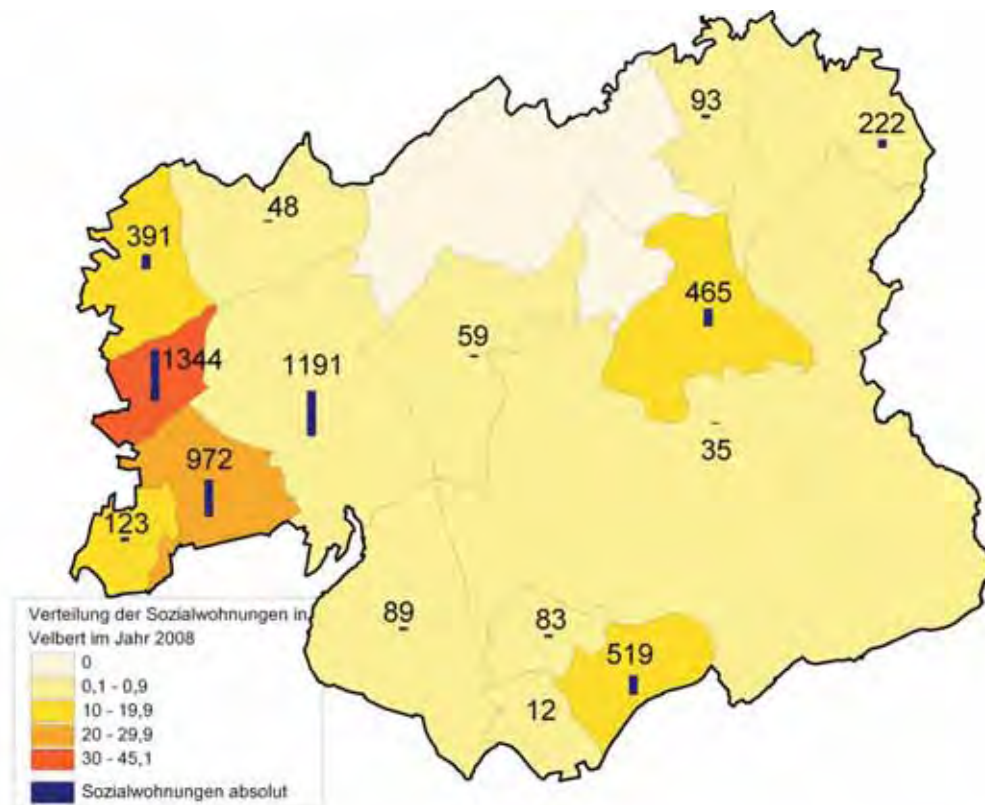 93
222
48
391
465
59
1344
1191
35
972
123
89
83
519
12
Verteilung der Sozialwohnungen in
Velbert im Jahr 2008
0
0,1 - 0,9
10 - 19,9
20 - 29,9
30 - 45,1
Sozialwohnungen absolut